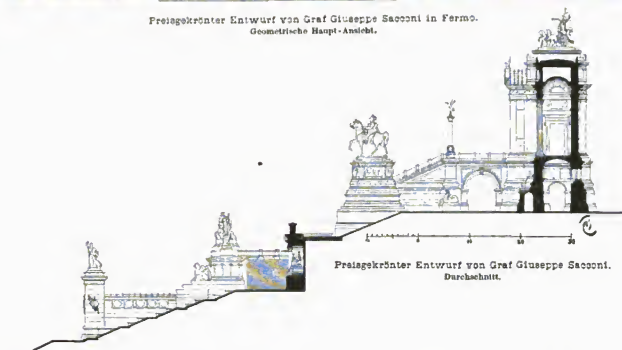 Preisgekrönter Entwurf von Graf Giuseppe Sacconi in Fermo.
Geometrische Haupt-Ansicht.
Preisgekrönter Entwurf von Graf Giuseppe Sacconi.
Durchschnitt.